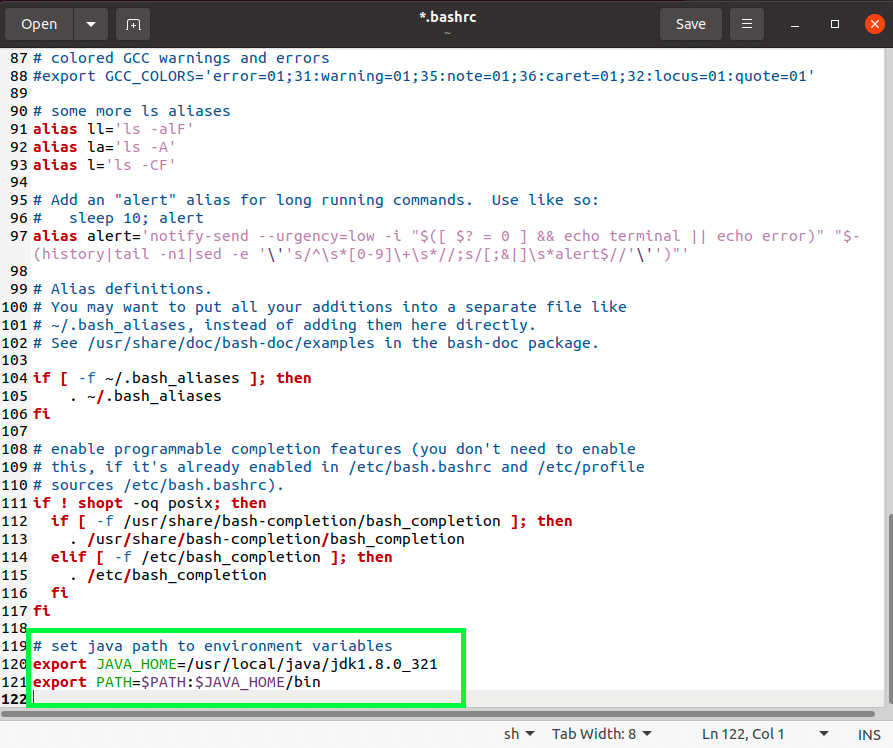 Open
*.bashrc
~
Save
87 # colored GCC warnings and errors
88 #export GCC_COLORS='error=01;31:warning=01;35:note=01;36:caret=01;32:locus=01:quote=01'
89
90 # some more ls aliases
91 alias ll='ls -alF'
92 alias la='ls -A'
93 alias l='ls -CF'
94
95 # Add an "alert" alias for long running commands.  Use like so:
96 #   sleep 10; alert
97 alias alert='notify-send --urgency=low -i "$([ $? = 0 ] && echo terminal || echo error)" "$-
(history|tail -n1|sed -e '\''s/^\s*[0-9]\+\s*//;s/[;&|]\s*alert$//'\'')"'
98
99 # Alias definitions.
100 # You may want to put all your additions into a separate file like
101 # ~/.bash_aliases, instead of adding them here directly.
102 # See /usr/share/doc/bash-doc/examples in the bash-doc package.
103
104 if [ -f ~/.bash_aliases ]; then
105     . ~/.bash_aliases
106 fi
107
108 # enable programmable completion features (you don't need to enable
109 # this, if it's already enabled in /etc/bash.bashrc and /etc/profile
110 # sources /etc/bash.bashrc).
111 if ! shopt -oq posix; then
112   if [ -f /usr/share/bash-completion/bash_completion ]; then
113     . /usr/share/bash-completion/bash_completion
114   elif [ -f /etc/bash_completion ]; then
115     . /etc/bash_completion
116   fi
117 fi
118
119 # set java path to environment variables
120 export JAVA_HOME=/usr/local/java/jdk1.8.0_321
121 export PATH=$PATH:$JAVA_HOME/bin
122
sh
Tab Width: 8
Ln 122, Col 1
INS